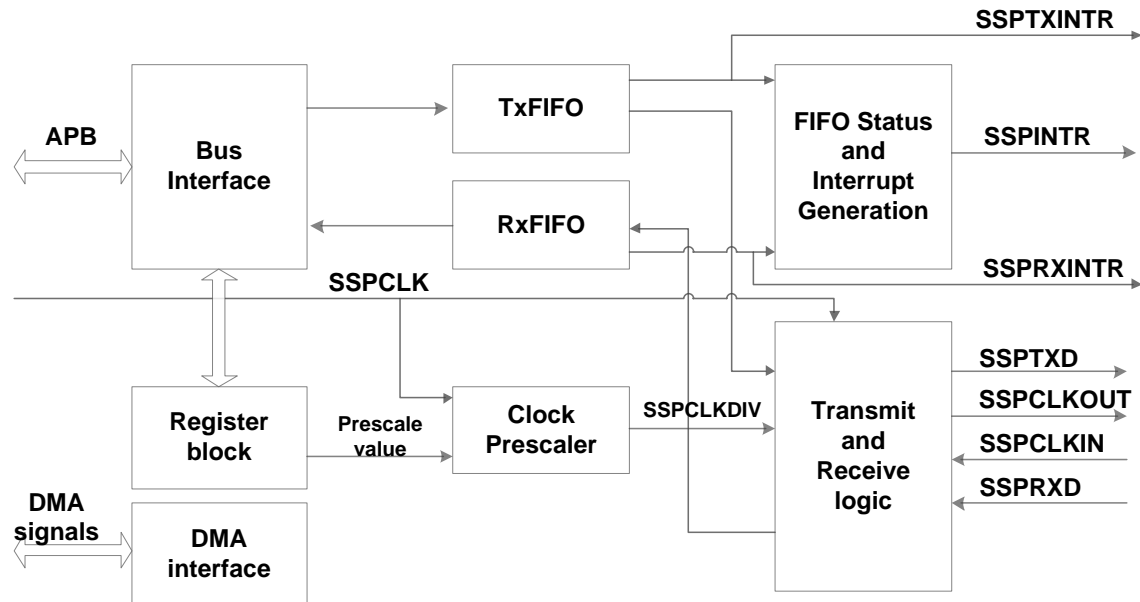 SSPTXINTR
APB
Bus
Interface
TxFIFO
FIFO Status
and
Interrupt
Generation
SSPINTR
RxFIFO
SSPCLK
SSPRXINTR
Register
block
Prescale
value
Clock
Prescaler
SSPCLKDIV
Transmit
and
Receive
logic
SSPTXD
SSPCLKOUT
SSPCLKIN
SSPRXD
DMA
signals
DMA
interface